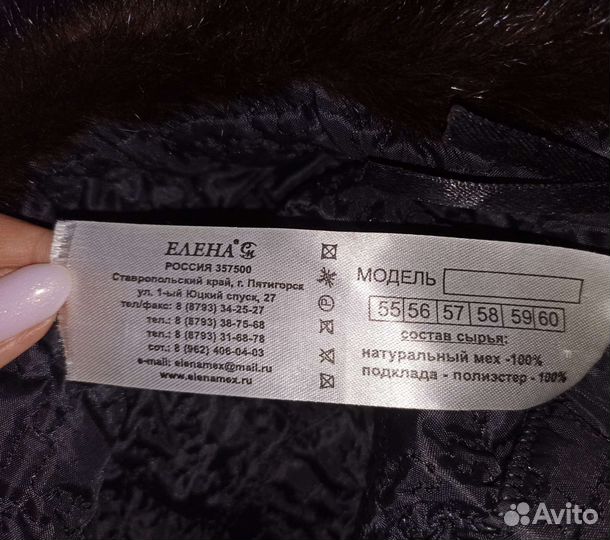 ЕЛЕНА®
РОССИЯ 357500
Ставропольский край, г. Пятигорск
ул. 1-ый Юцкий спуск, 27
тел/факс: 8 (8793) 34-25-27
тел.: 8 (8793) 38-75-68
тел.: 8 (8793) 31-68-78
сот.: 8 (962) 406-04-03
e-mail: elenamex@mail.ru
www.elenamex.ru
МОДЕЛЬ
55 56 57 58 59 60
состав сырья:
натуральный мех -100%
подклада - полиэстер - 100%
Avito